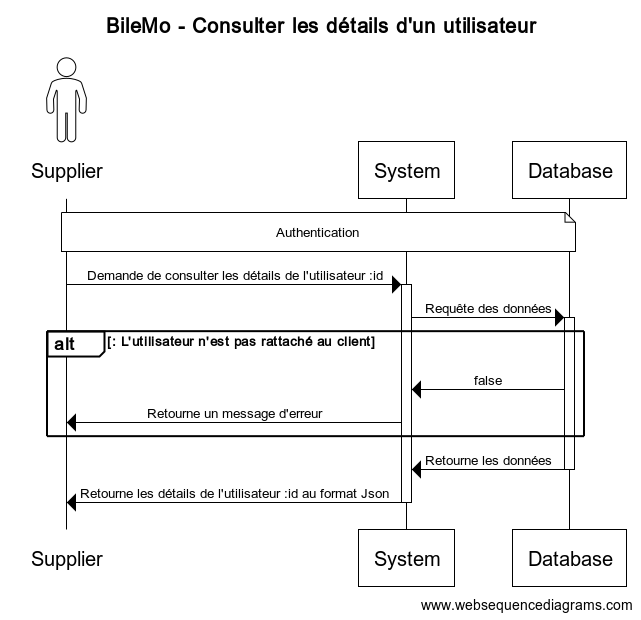 BileMo - Consulter les détails d'un utilisateur
Supplier
System
Database
Authentication
Demande de consulter les détails de l'utilisateur :id
Requête des données
alt
[: L'utilisateur n'est pas rattaché au client]
false
Retourne un message d'erreur
Retourne les données
Retourne les détails de l'utilisateur :id au format Json
Supplier
System
Database
www.websequencediagrams.com